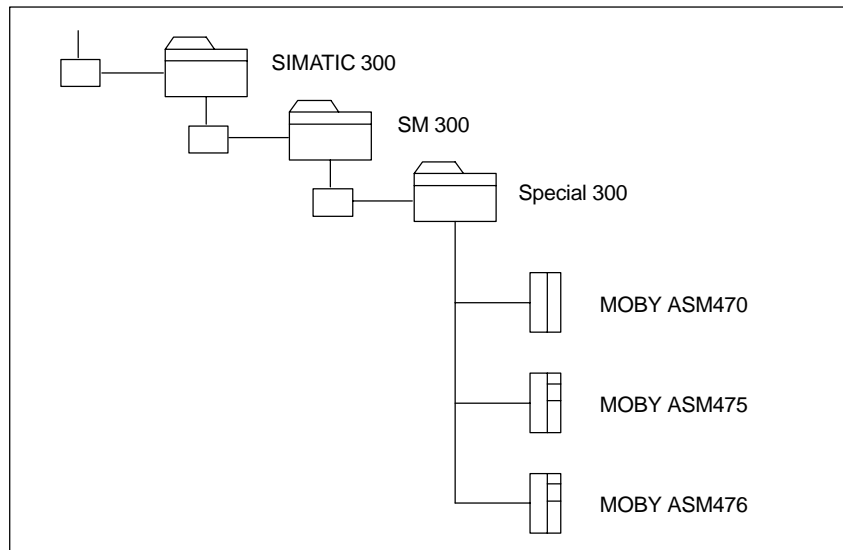 SIMATIC 300
SM 300
Special 300
MOBY ASM470
MOBY ASM475
MOBY ASM476